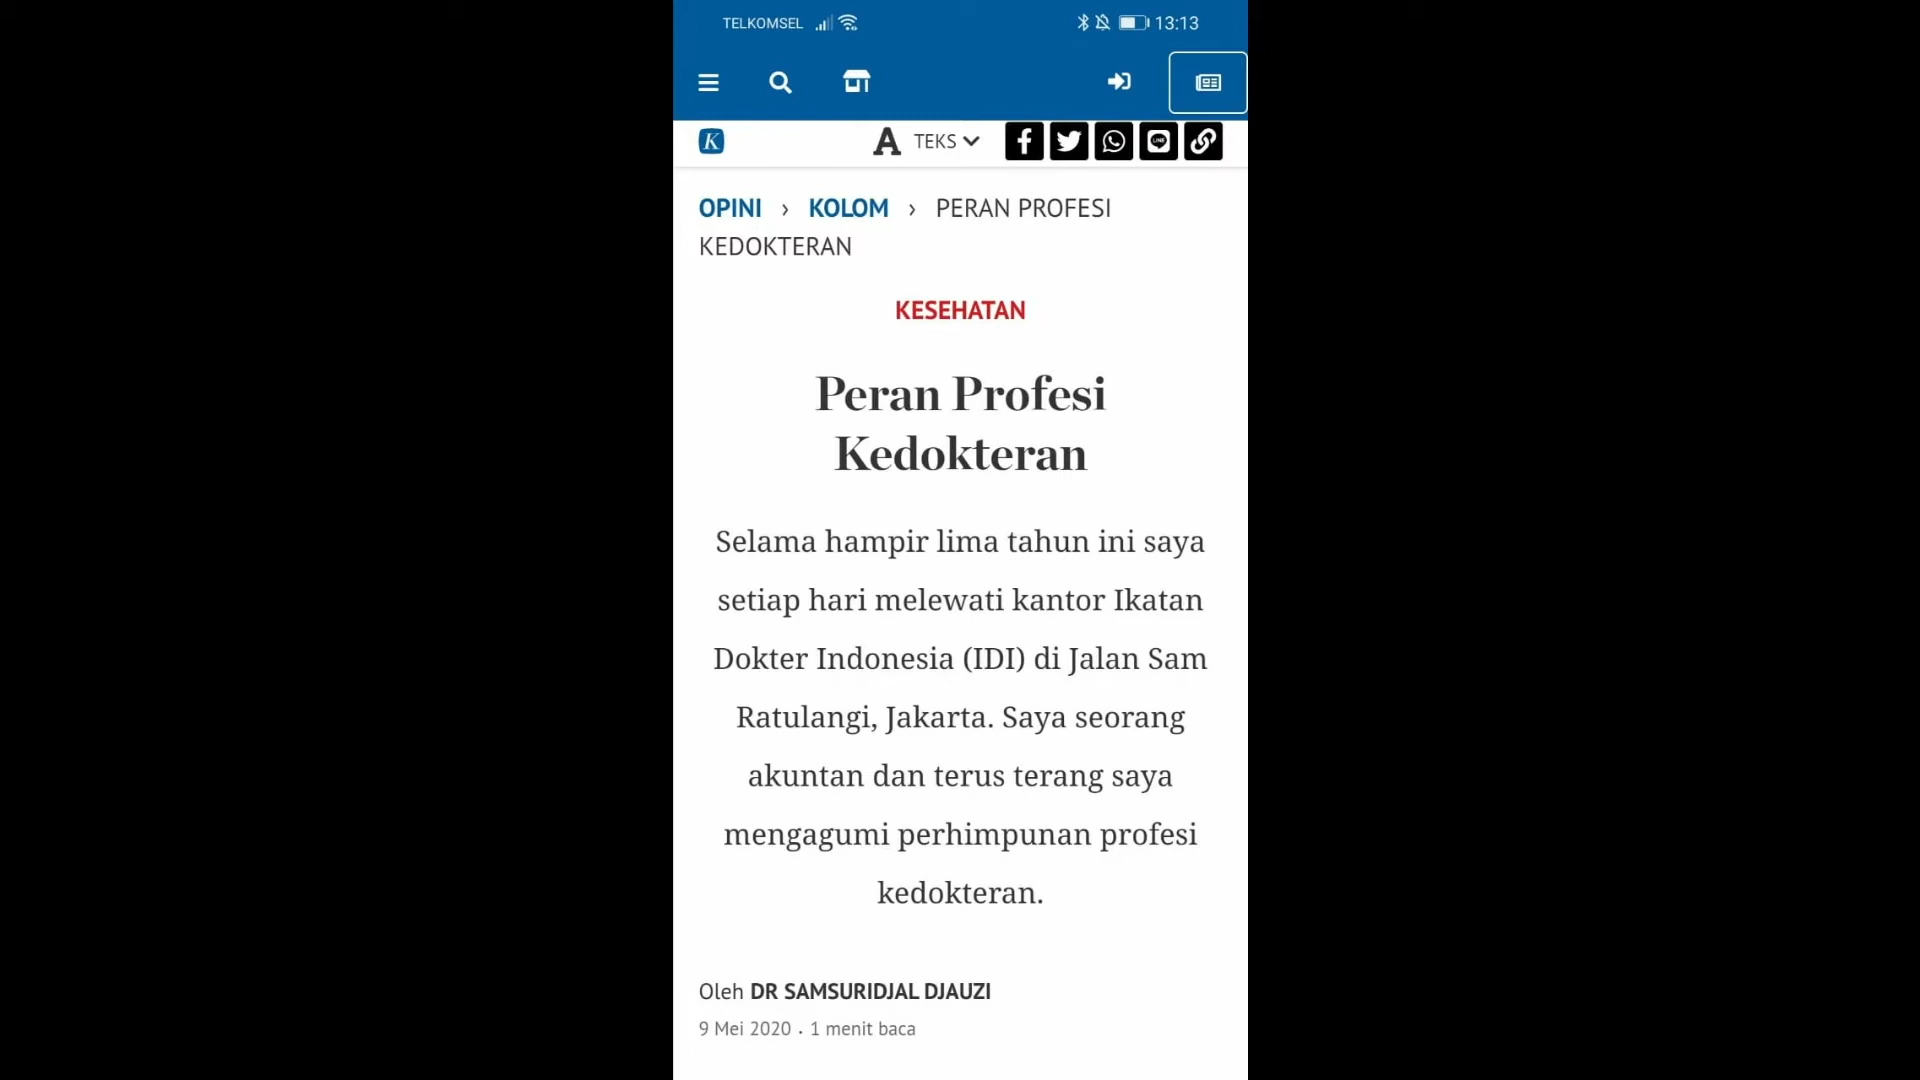 TELKOMSEL 13:13
K A TEKS
OPINI › KOLOM › PERAN PROFESI
KEDOKTERAN
KESEHATAN
Peran Profesi
Kedokteran
Selama hampir lima tahun ini saya
setiap hari melewati kantor Ikatan
Dokter Indonesia (IDI) di Jalan Sam
Ratulangi, Jakarta. Saya seorang
akuntan dan terus terang saya
mengagumi perhimpunan profesi
kedokteran.
Oleh DR SAMSURIDJAL DJAUZI
9 Mei 2020 · 1 menit baca